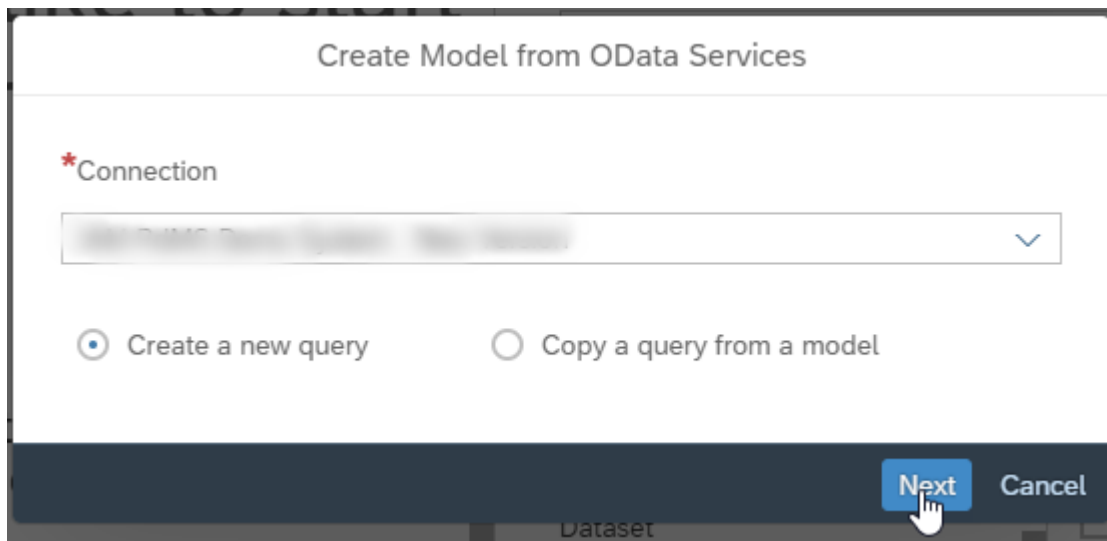 Create Model from OData Services
*Connection
Create a new query
Copy a query from a model
Next
Cancel
Dataset